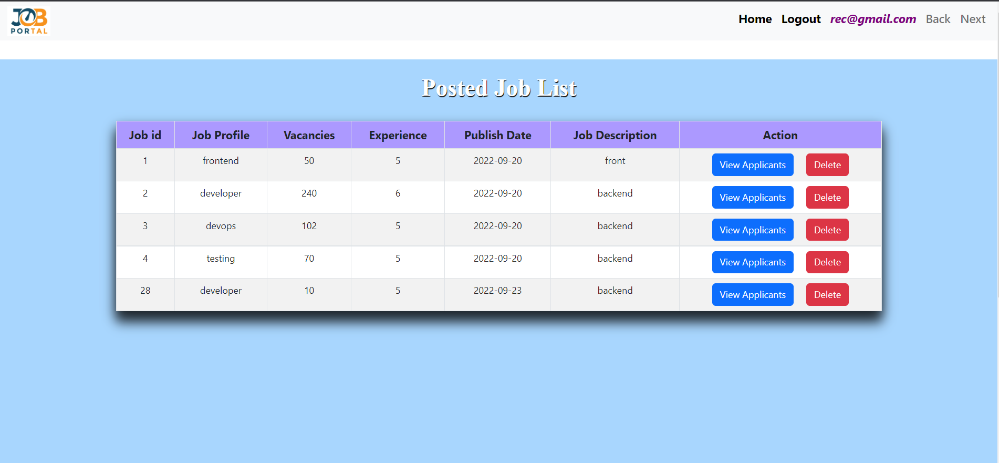 JOB
PORTAL
Home Logout rec@gmail.com Back Next
Posted Job List
Job id Job Profile Vacancies Experience Publish Date Job Description Action
1 frontend 50 5 2022-09-20 front View Applicants Delete
2 developer 240 6 2022-09-20 backend View Applicants Delete
3 devops 102 5 2022-09-20 backend View Applicants Delete
4 testing 70 5 2022-09-20 backend View Applicants Delete
28 developer 10 5 2022-09-23 backend View Applicants Delete